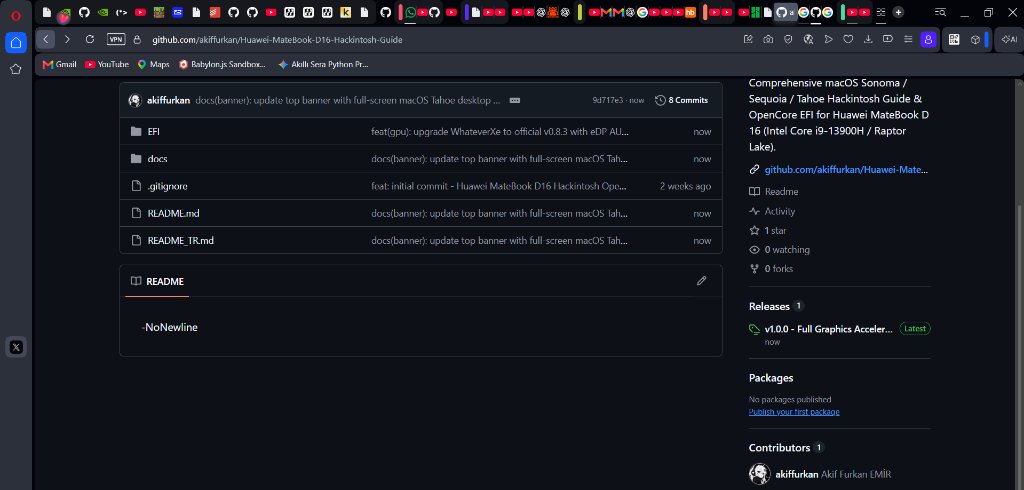 VPN
github.com/akiffurkan/Huawei-MateBook-D16-Hackintosh-Guide
AI
Gmail
YouTube
Maps
Babylon.js Sandbox...
Akıllı Sera Python Pr...
akiffurkan docs(banner): update top banner with full-screen macOS Tahoe desktop ... 9d717e3 · now 8 Commits
EFI feat(gpu): upgrade WhateverXe to official v0.8.3 with eDP AU... now
docs docs(banner): update top banner with full-screen macOS Tah... now
.gitignore feat: initial commit - Huawei MateBook D16 Hackintosh Ope... 2 weeks ago
README.md docs(banner): update top banner with full-screen macOS Tah... now
README_TR.md docs(banner): update top banner with full-screen macOS Tah... now
README
-NoNewline
Comprehensive macOS Sonoma /
Sequoia / Tahoe Hackintosh Guide &
OpenCore EFI for Huawei MateBook D
16 (Intel Core i9-13900H / Raptor
Lake).
github.com/akiffurkan/Huawei-Mate...
Readme
Activity
1 star
0 watching
0 forks
Releases 1
v1.0.0 - Full Graphics Acceler... Latest
now
Packages
No packages published
Publish your first package
Contributors 1
akiffurkan Akif Furkan EMİR